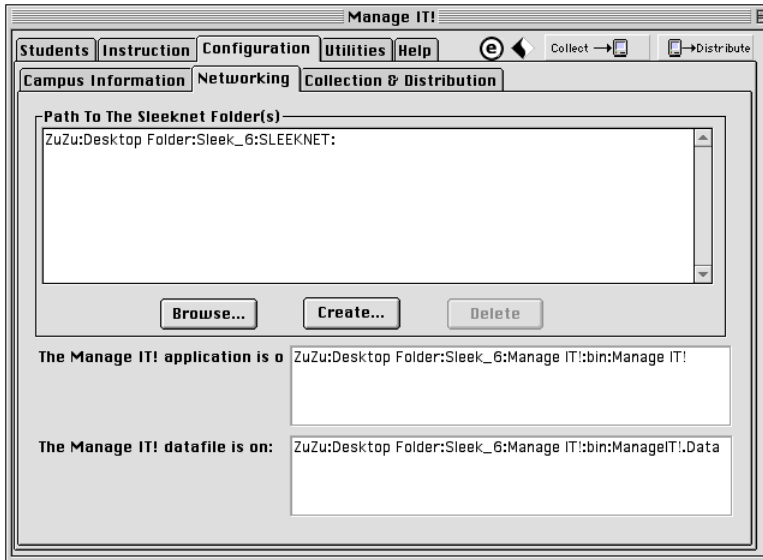 Manage IT!
Students Instruction Configuration Utilities Help e Collect Distribute
Campus Information Networking Collection & Distribution
Path To The Sleeknet Folder(s)
ZuZu:Desktop Folder:Sleek_6:SLEEKNET:
Browse... Create... Delete
The Manage IT! application is o ZuZu:Desktop Folder:Sleek_6:Manage IT!:bin:Manage IT!
The Manage IT! datafile is on: ZuZu:Desktop Folder:Sleek_6:Manage IT!:bin:ManageIT!.Data